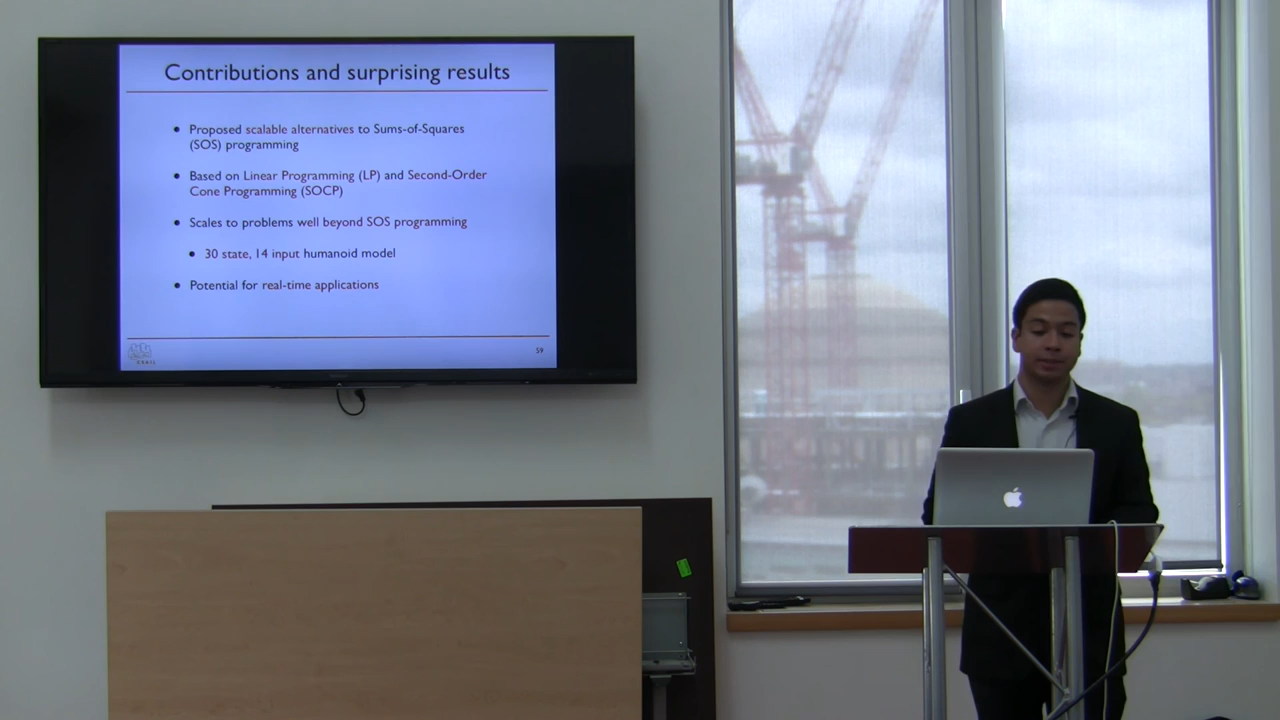 Contributions and surprising results
• Proposed scalable alternatives to Sums-of-Squares
(SOS) programming
• Based on Linear Programming (LP) and Second-Order
Cone Programming (SOCP)
• Scales to problems well beyond SOS programming
• 30 state, 14 input humanoid model
• Potential for real-time applications
CSAIL
59